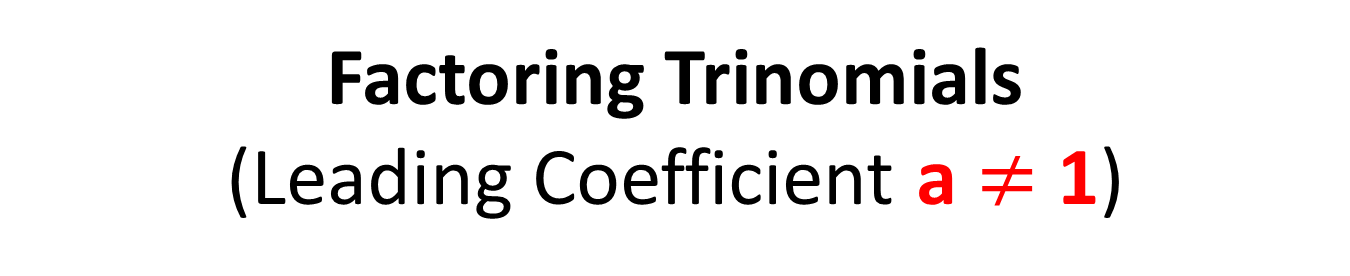 Factoring Trinomials
(Leading Coefficient a ≠ 1)